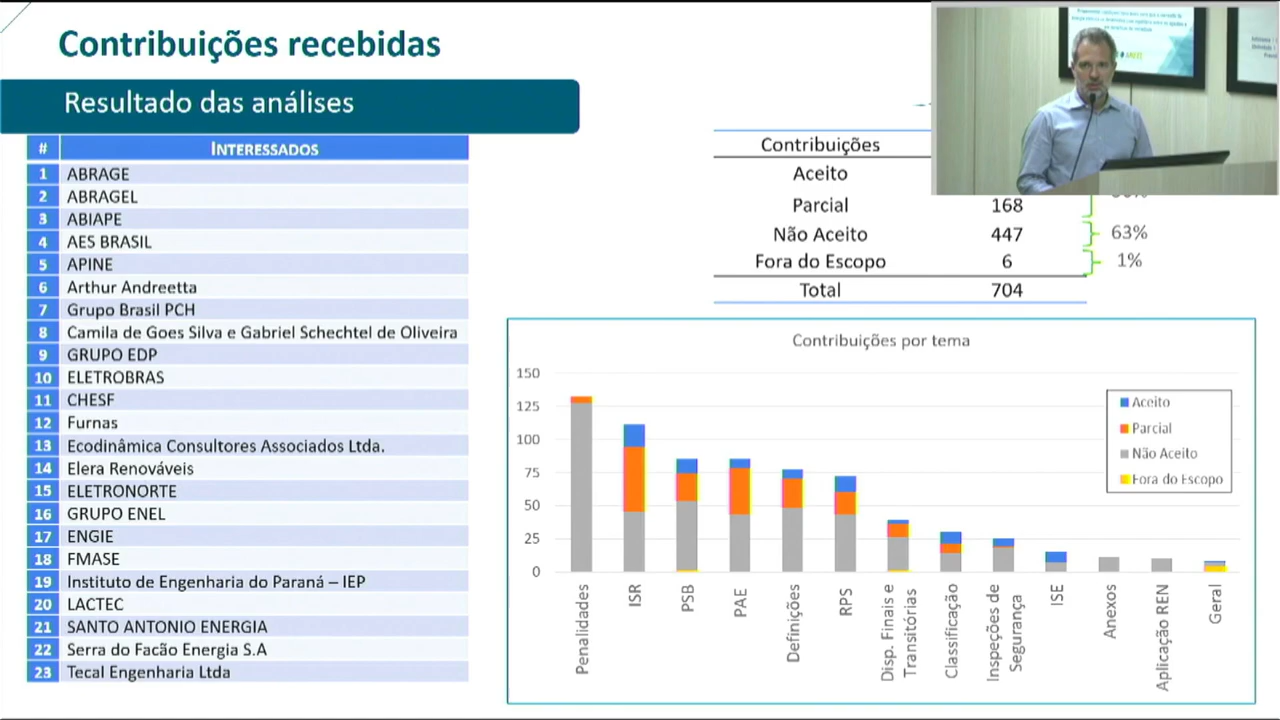 Contribuições recebidas
Resultado das análises
# INTERESSADOS
1 ABRAGE
2 ABRAGEL
3 ABIAPE
4 AES BRASIL
5 APINE
6 Arthur Andreetta
7 Grupo Brasil PCH
8 Camila de Goes Silva e Gabriel Schechtel de Oliveira
9 GRUPO EDP
10 ELETROBRAS
11 CHESF
12 Furnas
13 Ecodinâmica Consultores Associados Ltda.
14 Elera Renováveis
15 ELETRONORTE
16 GRUPO ENEL
17 ENGIE
18 FMASE
19 Instituto de Engenharia do Paraná – IEP
20 LACTEC
21 SANTO ANTONIO ENERGIA
22 Serra do Facão Energia S.A
23 Tecal Engenharia Ltda
Contribuições
Aceito
Parcial 168
Não Aceito 447 63%
Fora do Escopo 6 1%
Total 704
Contribuições por tema
150
125
100
75
50
25
0
Aceito
Parcial
Não Aceito
Fora do Escopo
Penalidades
ISR
PSB
PAE
Definições
RPS
Disp. Finais e
Transitórias
Classificação
Inspeções de
Segurança
ISE
Anexos
Aplicação REN
Geral